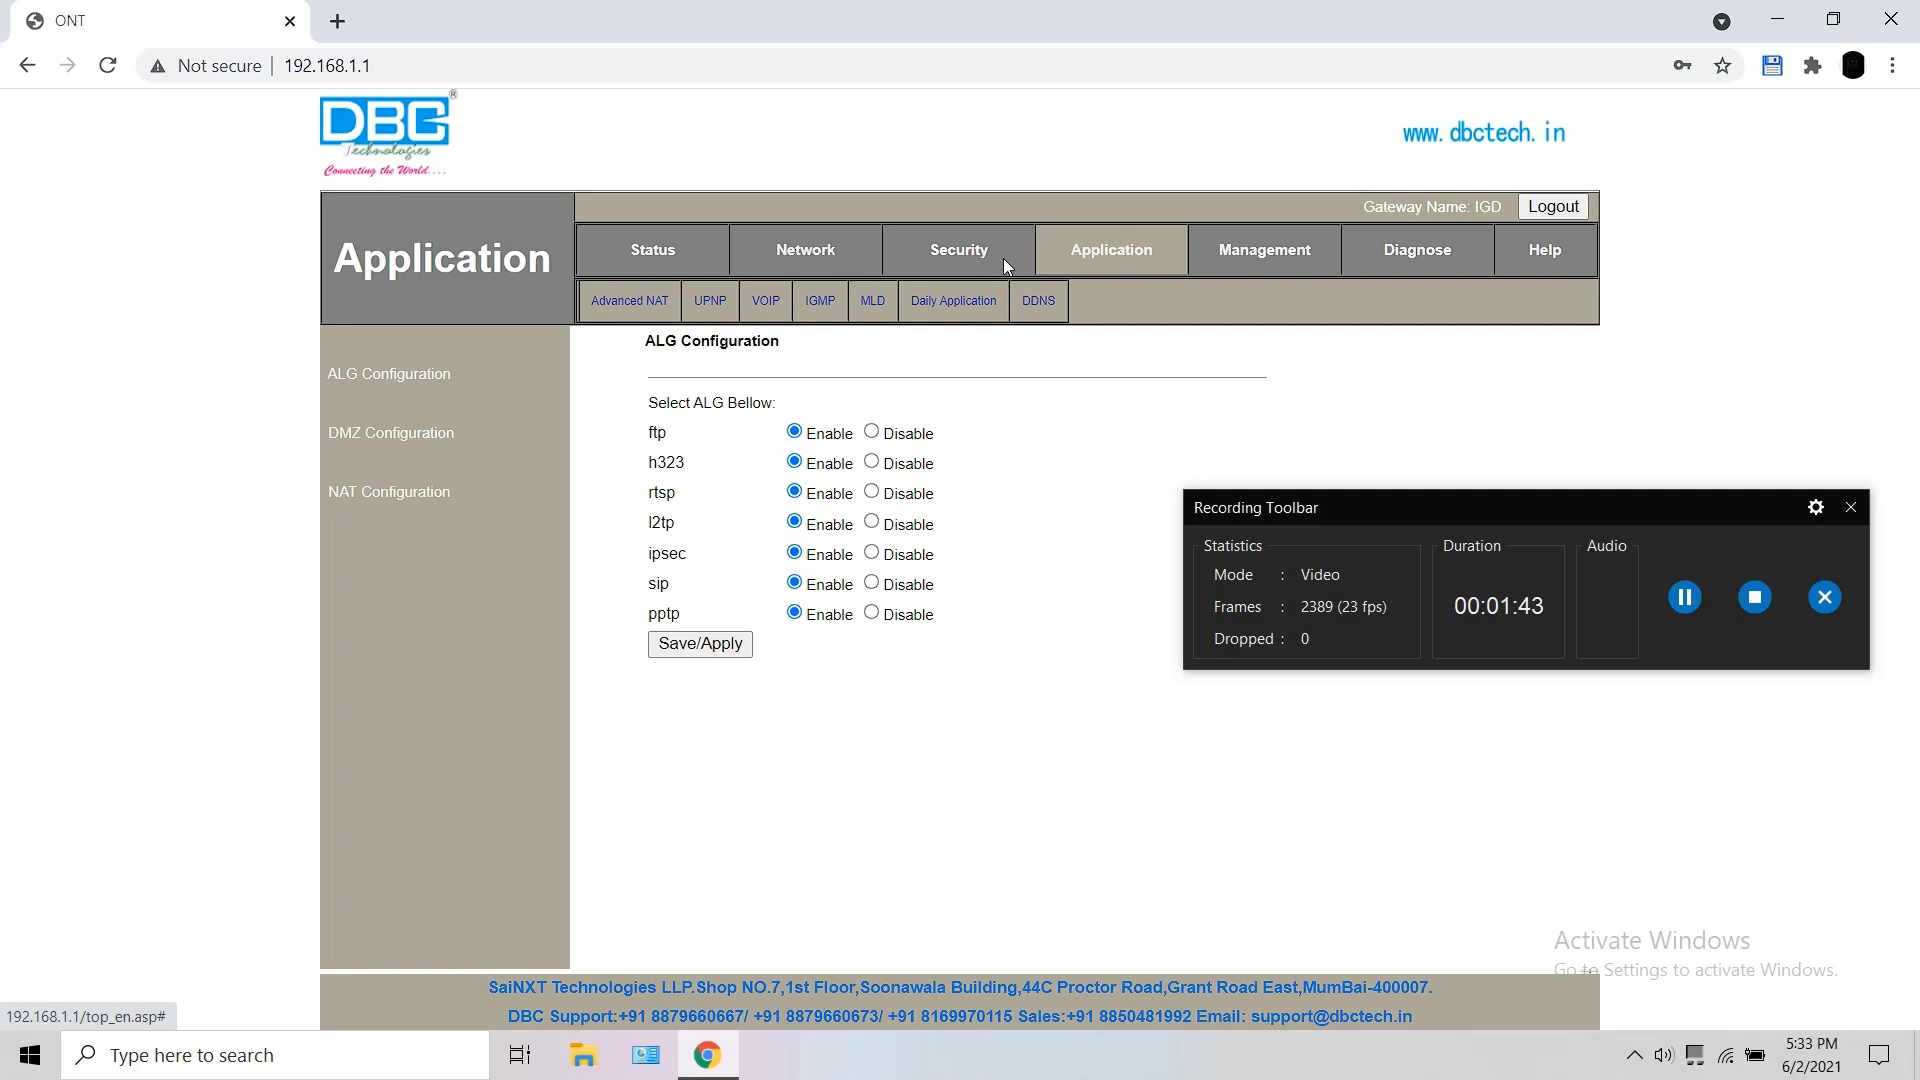 ONT
Not secure
192.168.1.1
DBC
Technologies
Connecting the World....
www. dbctech. in
Gateway Name: IGD
Logout
Application
Status
Network
Security
Application
Management
Diagnose
Help
Advanced NAT
UPNP
VOIP
IGMP
MLD
Daily Application
DDNS
ALG Configuration
DMZ Configuration
NAT Configuration
ALG Configuration
Select ALG Bellow:
ftp Enable Disable
h323 Enable Disable
rtsp Enable Disable
l2tp Enable Disable
ipsec Enable Disable
sip Enable Disable
pptp Enable Disable
Save/Apply
Recording Toolbar
Statistics
Mode : Video
Frames : 2389 (23 fps)
Dropped : 0
Duration
00:01:43
Audio
Activate Windows
Go to Settings to activate Windows.
SaiNXT Technologies LLP.Shop NO.7,1st Floor,Soonawala Building,44C Proctor Road,Grant Road East,MumBai-400007.
DBC Support:+91 8879660667/ +91 8879660673/ +91 8169970115 Sales:+91 8850481992 Email: support@dbctech.in
192.168.1.1/top_en.asp#
Type here to search
5:33 PM
6/2/2021